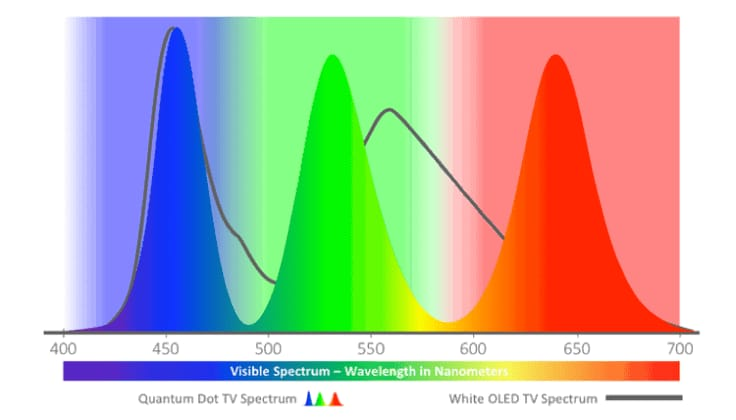 400 450 500 550 600 650 700
Visible Spectrum – Wavelength in Nanometers
Quantum Dot TV Spectrum White OLED TV Spectrum